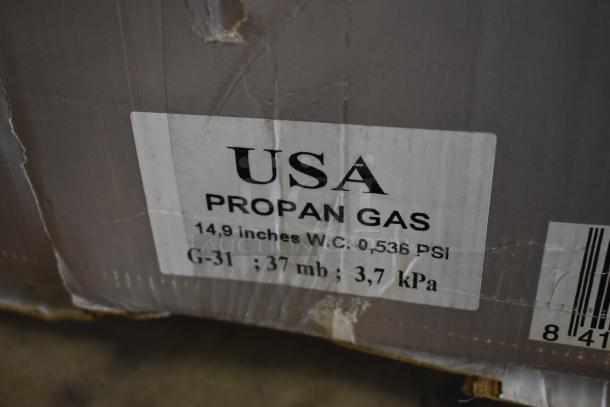 USA
PROPAN GAS
14,9 inches W.C. 0,536 PSI
G-31 ; 37 mb ; 3,7 kPa
8 41